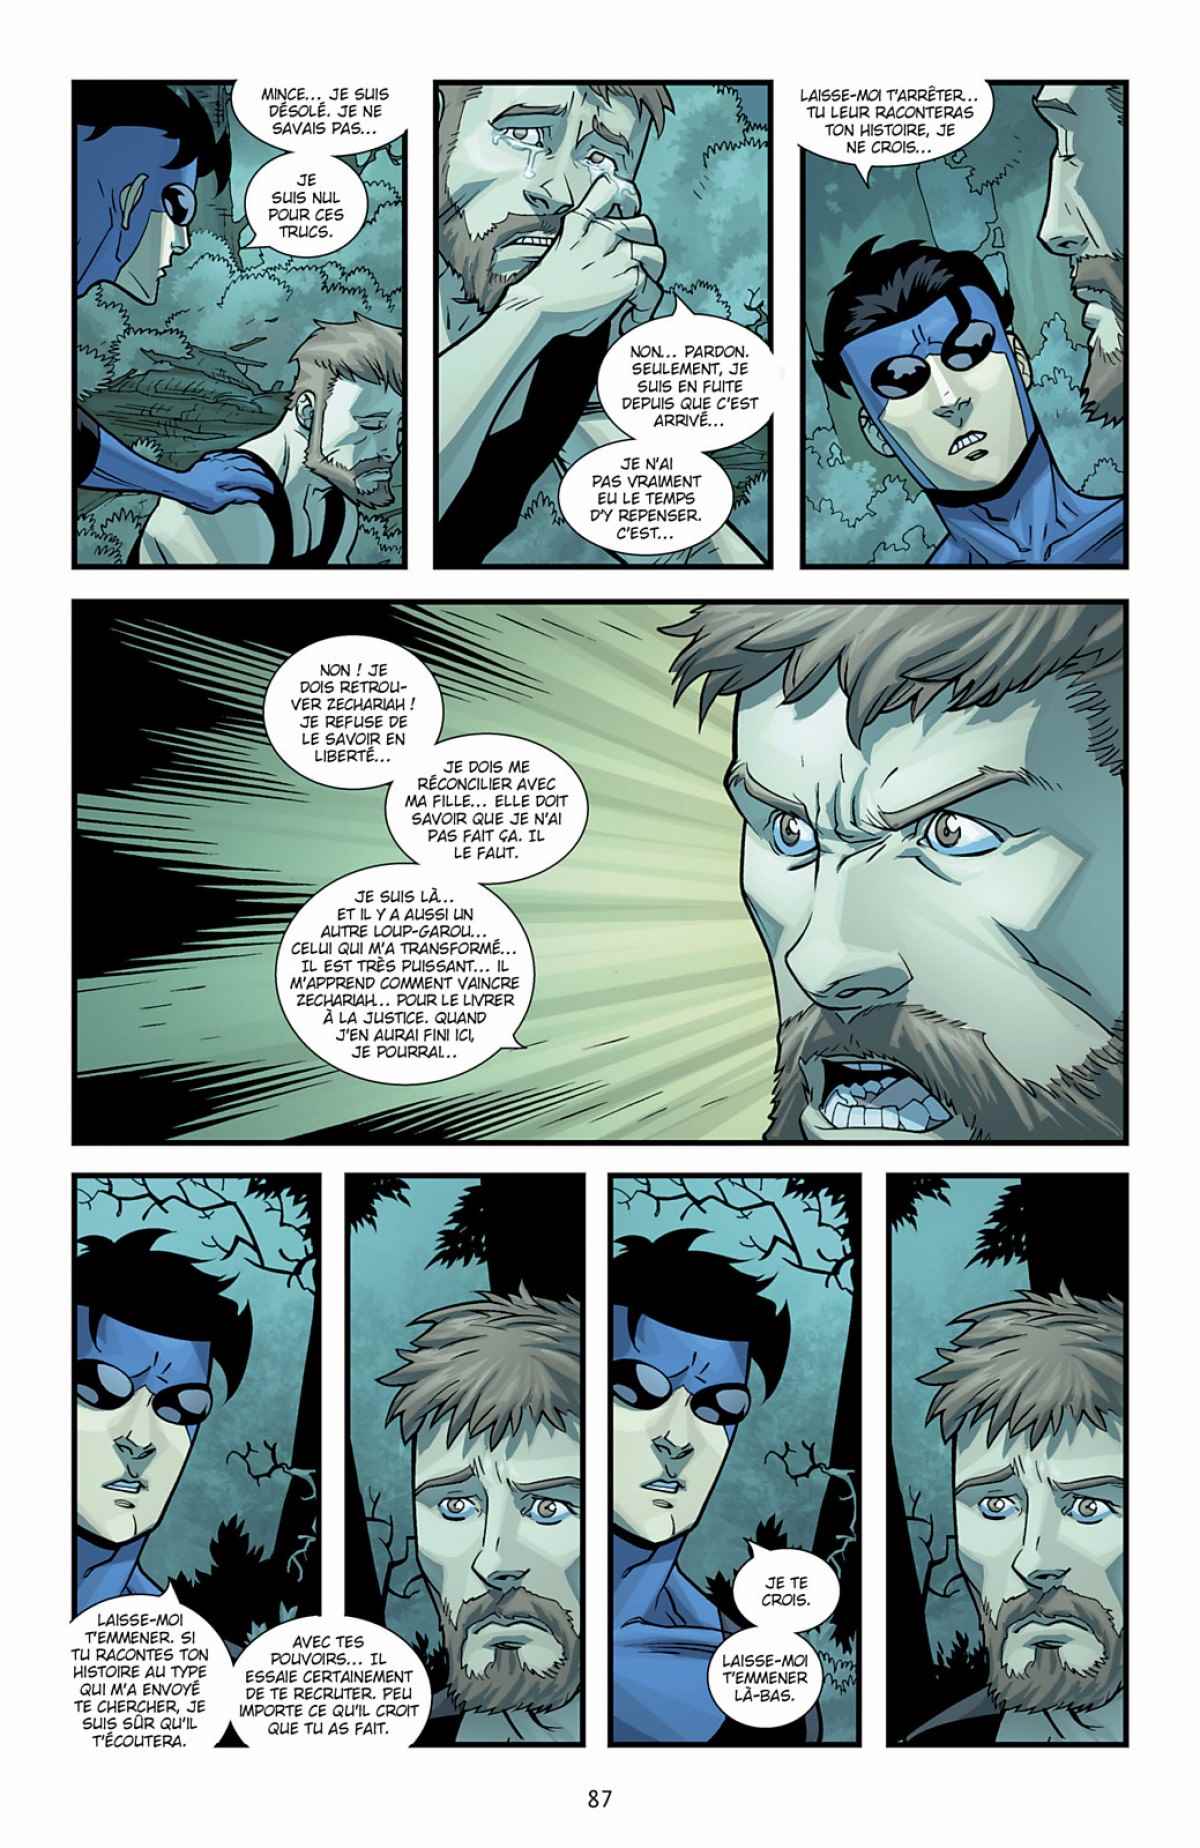 MINCE... JE SUIS
DÉSOLÉ. JE NE
SAVAIS PAS...
JE
SUIS NUL
POUR CES
TRUCS.
NON... PARDON.
SEULEMENT, JE
SUIS EN FUITE
DEPUIS QUE C'EST
ARRIVÉ...
JE N'AI
PAS VRAIMENT
EU LE TEMPS
D'Y REPENSER.
C'EST...
LAISSE-MOI T'ARRÊTER...
TU LEUR RACONTERAS
TON HISTOIRE, JE
NE CROIS...
NON ! JE
DOIS RETROU-
VER ZECHARIAH !
JE REFUSE DE
LE SAVOIR EN
LIBERTÉ...
JE DOIS ME
RÉCONCILIER AVEC
MA FILLE... ELLE DOIT
SAVOIR QUE JE N'AI
PAS FAIT ÇA. IL
LE FAUT.
JE SUIS LÀ...
ET IL Y A AUSSI UN
AUTRE LOUP-GAROU...
CELUI QUI M'A TRANSFORMÉ...
IL EST TRÈS PUISSANT... IL
M'APPREND COMMENT VAINCRE
ZECHARIAH... POUR LE LIVRER
À LA JUSTICE. QUAND
J'EN AURAI FINI ICI,
JE POURRAI...
LAISSE-MOI
T'EMMENER. SI
TU RACONTES TON
HISTOIRE AU TYPE
QUI M'A ENVOYÉ
TE CHERCHER, JE
SUIS SÛR QU'IL
T'ÉCOUTERA.
AVEC TES
POUVOIRS... IL
ESSAIE CERTAINEMENT
DE TE RECRUTER. PEU
IMPORTE CE QU'IL CROIT
QUE TU AS FAIT.
JE TE
CROIS.
LAISSE-MOI
T'EMMENER
LÀ-BAS.
87